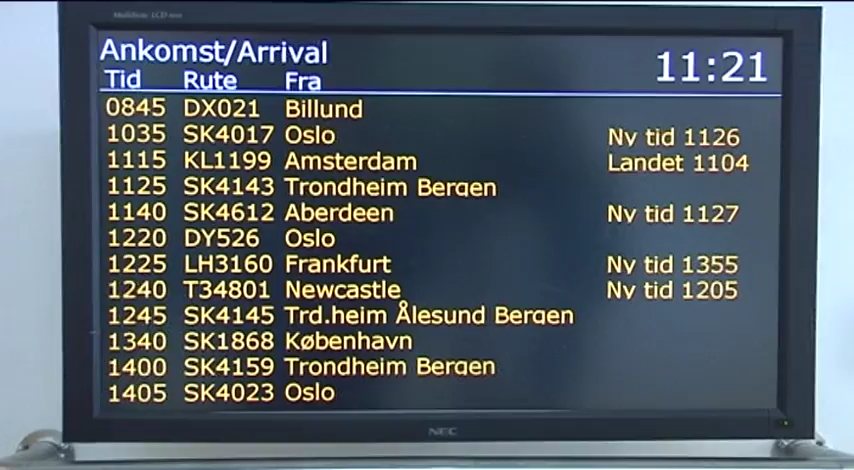 Ankomst/Arrival 11:21
Tid Rute Fra
0845 DX021 Billund
1035 SK4017 Oslo Ny tid 1126
1115 KL1199 Amsterdam Landet 1104
1125 SK4143 Trondheim Bergen
1140 SK4612 Aberdeen Ny tid 1127
1220 DY526 Oslo
1225 LH3160 Frankfurt Ny tid 1355
1240 T34801 Newcastle Ny tid 1205
1245 SK4145 Trd.heim Ålesund Bergen
1340 SK1868 København
1400 SK4159 Trondheim Bergen
1405 SK4023 Oslo
NEC